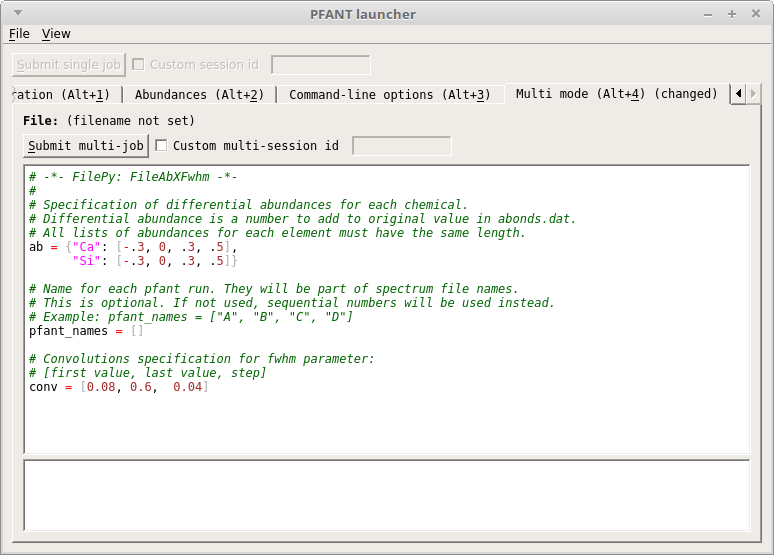 PFANT launcher
File View
Submit single job Custom session id
ration (Alt+1) Abundances (Alt+2) Command-line options (Alt+3) Multi mode (Alt+4) (changed)
File: (filename not set)
Submit multi-job Custom multi-session id
# -*- FilePy: FileAbXFwhm -*-
#
# Specification of differential abundances for each chemical.
# Differential abundance is a number to add to original value in abonds.dat.
# All lists of abundances for each element must have the same length.
ab = {"Ca": [-.3, 0, .3, .5],
      "Si": [-.3, 0, .3, .5]}
# Name for each pfant run. They will be part of spectrum file names.
# This is optional. If not used, sequential numbers will be used instead.
# Example: pfant_names = ["A", "B", "C", "D"]
pfant_names = []
# Convolutions specification for fwhm parameter:
# [first value, last value, step]
conv = [0.08, 0.6,  0.04]